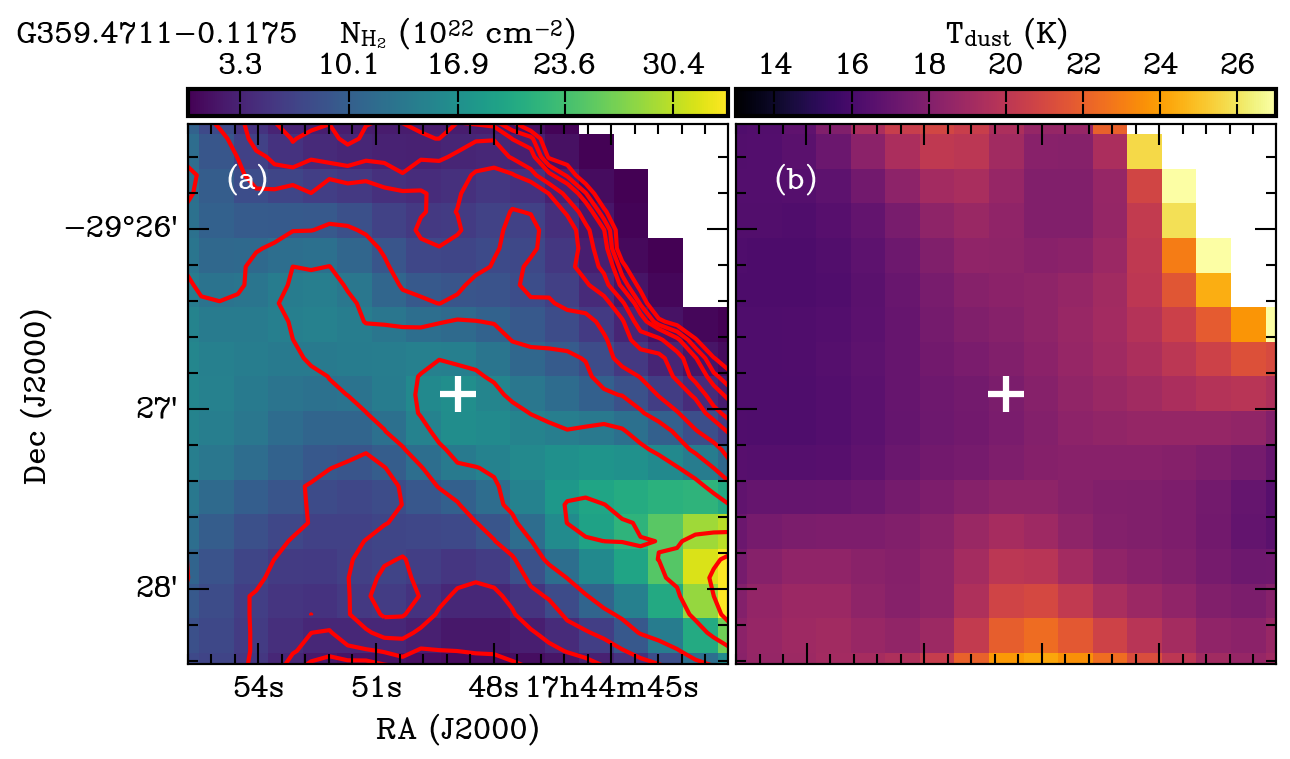 G359.4711−0.1175 N_H₂ (10²² cm⁻²) T_dust (K)
3.3 10.1 16.9 23.6 30.4 14 16 18 20 22 24 26
(a) (b)
−29°26'
27'
28'
Dec (J2000)
54s 51s 48s 17h44m45s
RA (J2000)